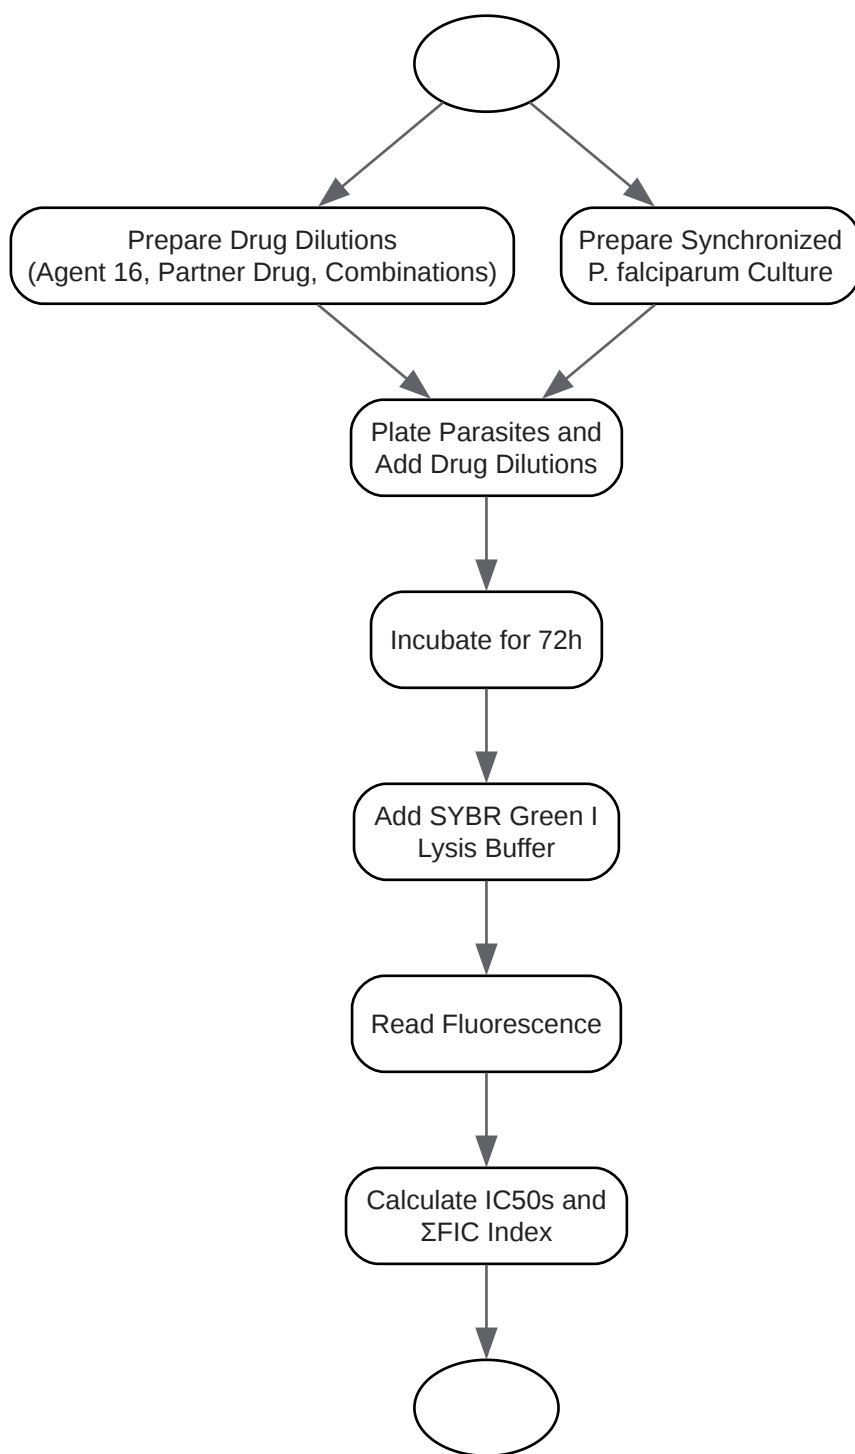 Prepare Drug Dilutions
(Agent 16, Partner Drug, Combinations)
Prepare Synchronized
P. falciparum Culture
Plate Parasites and
Add Drug Dilutions
Incubate for 72h
Add SYBR Green I
Lysis Buffer
Read Fluorescence
Calculate IC50s and
ΣFIC Index